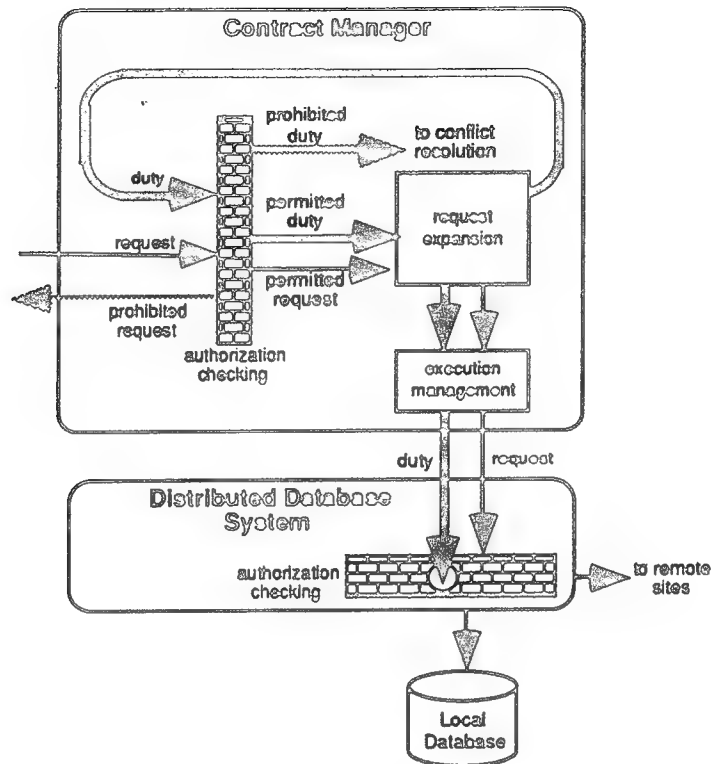 Contract Manager
prohibited
duty
to conflict
resolution
duty
permitted
duty
request
expansion
request
permitted
request
prohibited
request
authorization
checking
execution
management
duty
request
Distributed Database
System
authorization
checking
to remote
sites
Local
Database